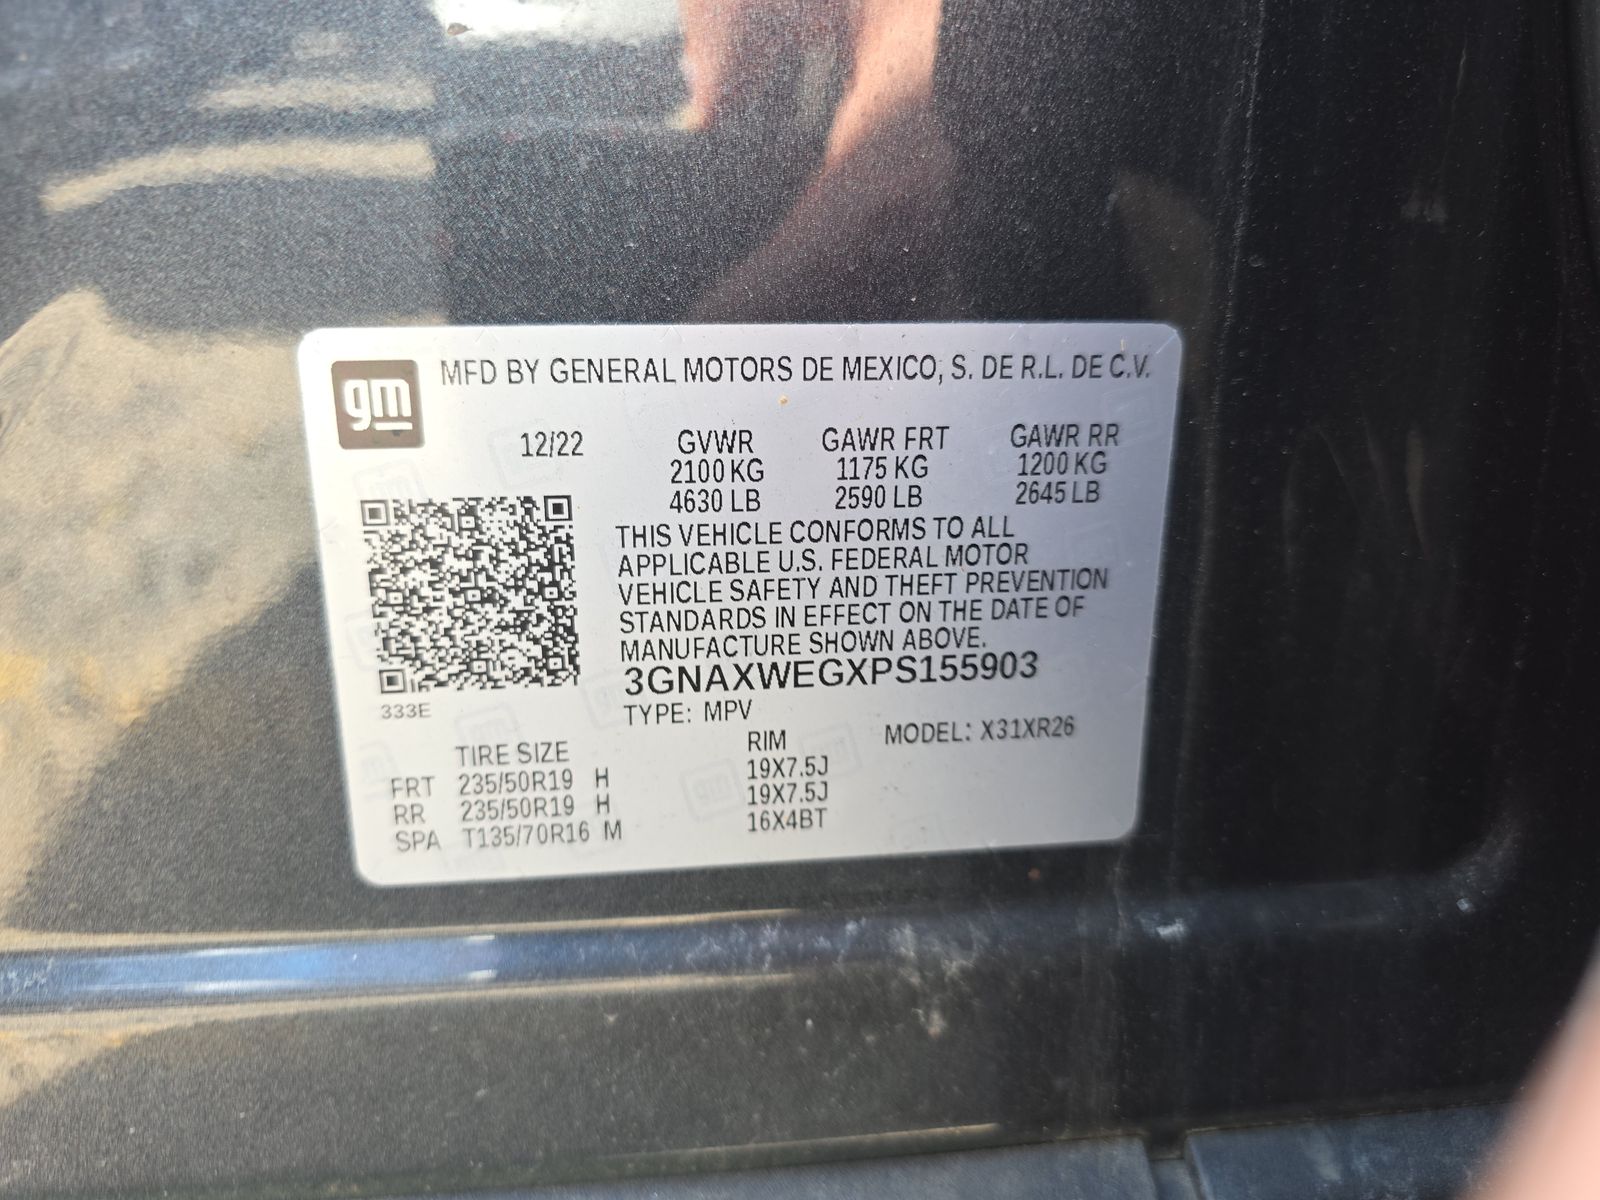 gm
MFD BY GENERAL MOTORS DE MEXICO, S. DE R.L. DE C.V.
12/22 GVWR GAWR FRT GAWR RR
2100 KG 1175 KG 1200 KG
4630 LB 2590 LB 2645 LB
THIS VEHICLE CONFORMS TO ALL
APPLICABLE U.S. FEDERAL MOTOR
VEHICLE SAFETY AND THEFT PREVENTION
STANDARDS IN EFFECT ON THE DATE OF
MANUFACTURE SHOWN ABOVE.
3GNAXWEGXPS155903
333E
TYPE: MPV MODEL: X31XR26
TIRE SIZE RIM
FRT 235/50R19 H 19X7.5J
RR 235/50R19 H 19X7.5J
SPA T135/70R16 M 16X4BT